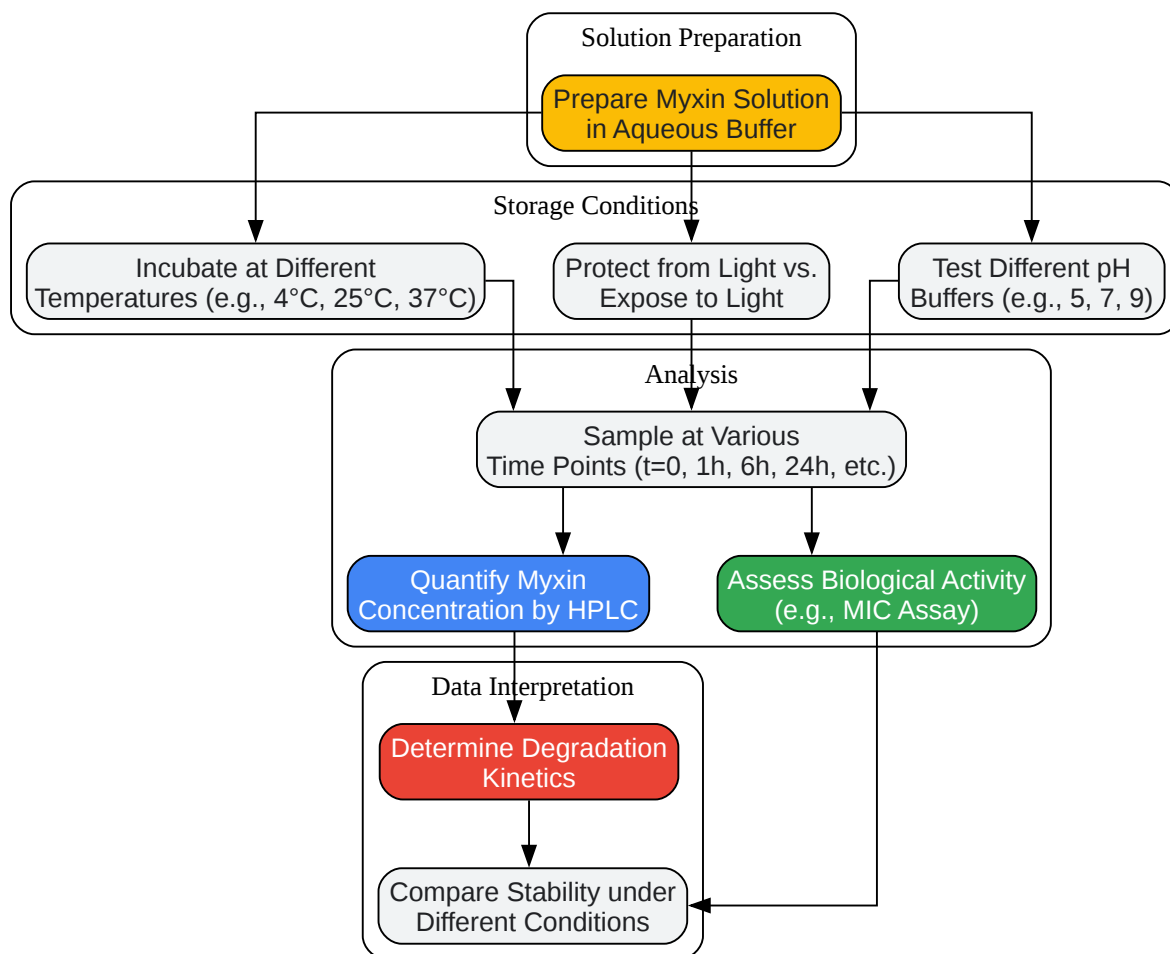 Solution Preparation
Prepare Myxin Solution
in Aqueous Buffer
Storage Conditions
Incubate at Different
Temperatures (e.g., 4°C, 25°C, 37°C)
Protect from Light vs.
Expose to Light
Test Different pH
Buffers (e.g., 5, 7, 9)
Analysis
Sample at Various
Time Points (t=0, 1h, 6h, 24h, etc.)
Quantify Myxin
Concentration by HPLC
Assess Biological Activity
(e.g., MIC Assay)
Data Interpretation
Determine Degradation
Kinetics
Compare Stability under
Different Conditions